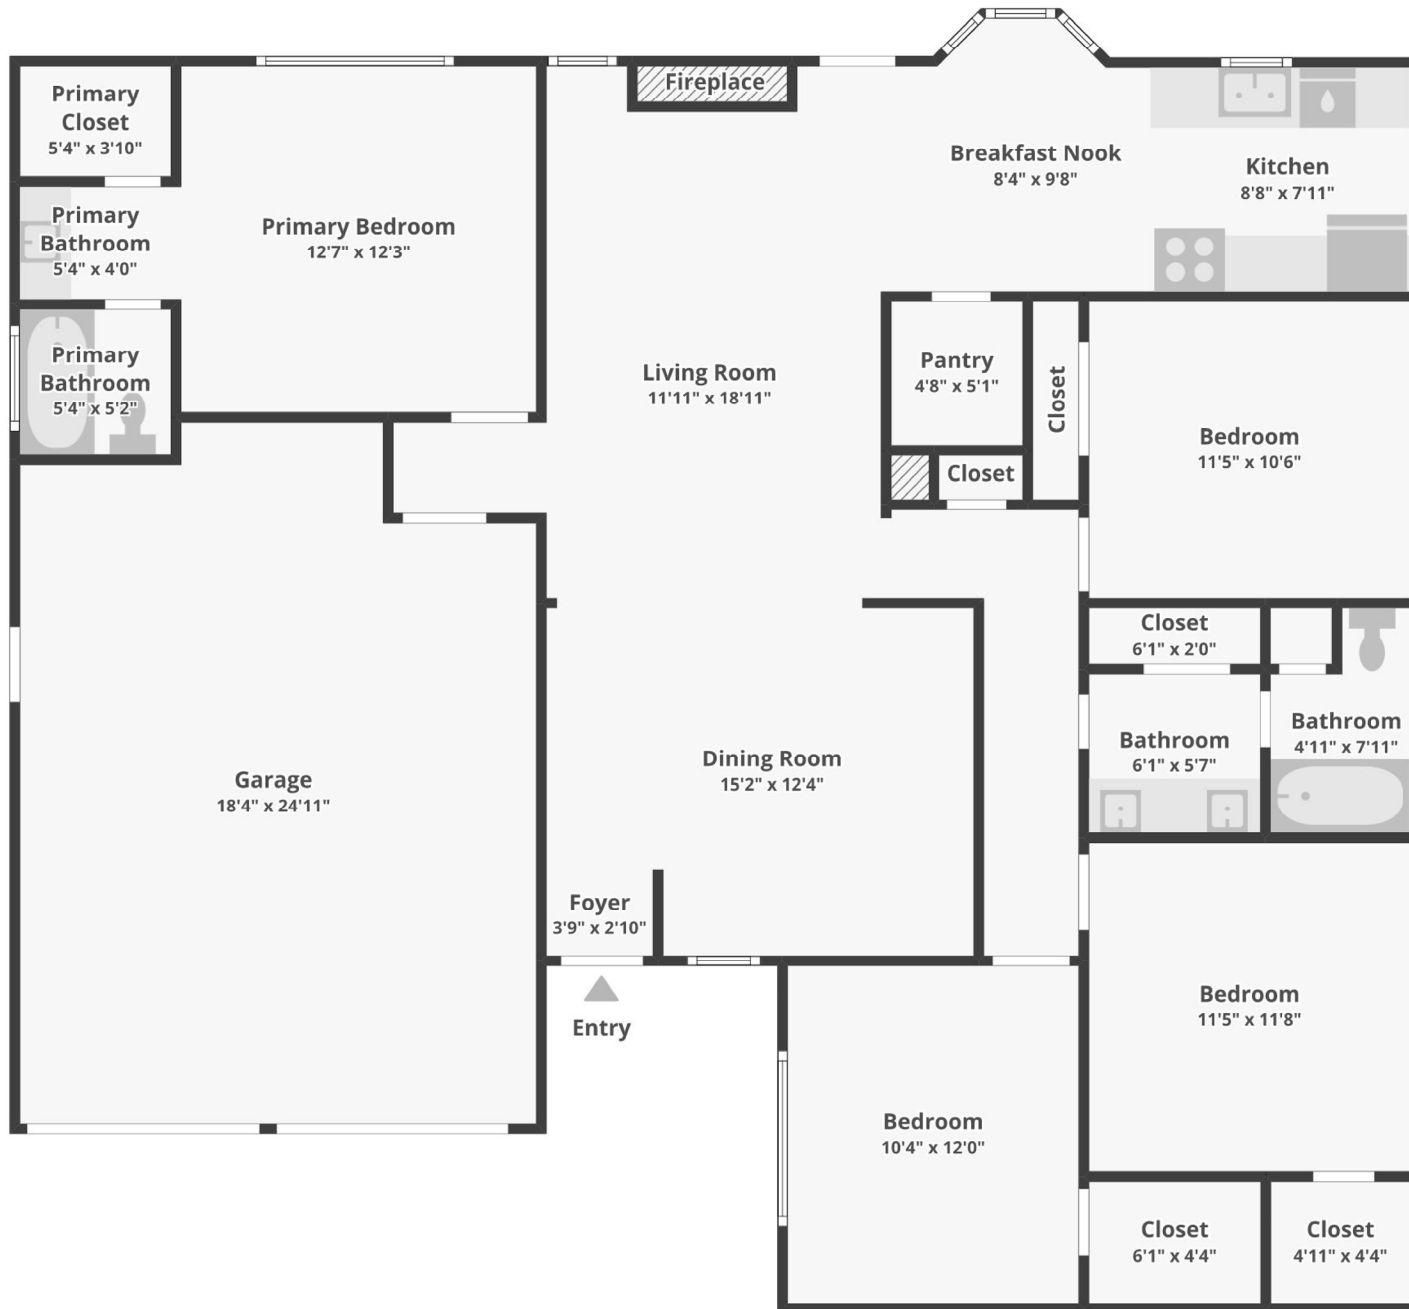 Fireplace
Primary
Closet
5'4" x 3'10"
Breakfast Nook
8'4" x 9'8"
Kitchen
8'8" x 7'11"
Primary
Bathroom
5'4" x 4'0"
Primary Bedroom
12'7" x 12'3"
Primary
Bathroom
5'4" x 5'2"
Living Room
11'11" x 18'11"
Pantry
4'8" x 5'1"
Closet
Bedroom
11'5" x 10'6"
Closet
Closet
6'1" x 2'0"
Bathroom
4'11" x 7'11"
Bathroom
6'1" x 5'7"
Dining Room
15'2" x 12'4"
Garage
18'4" x 24'11"
Foyer
3'9" x 2'10"
Entry
Bedroom
11'5" x 11'8"
Bedroom
10'4" x 12'0"
Closet
6'1" x 4'4"
Closet
4'11" x 4'4"